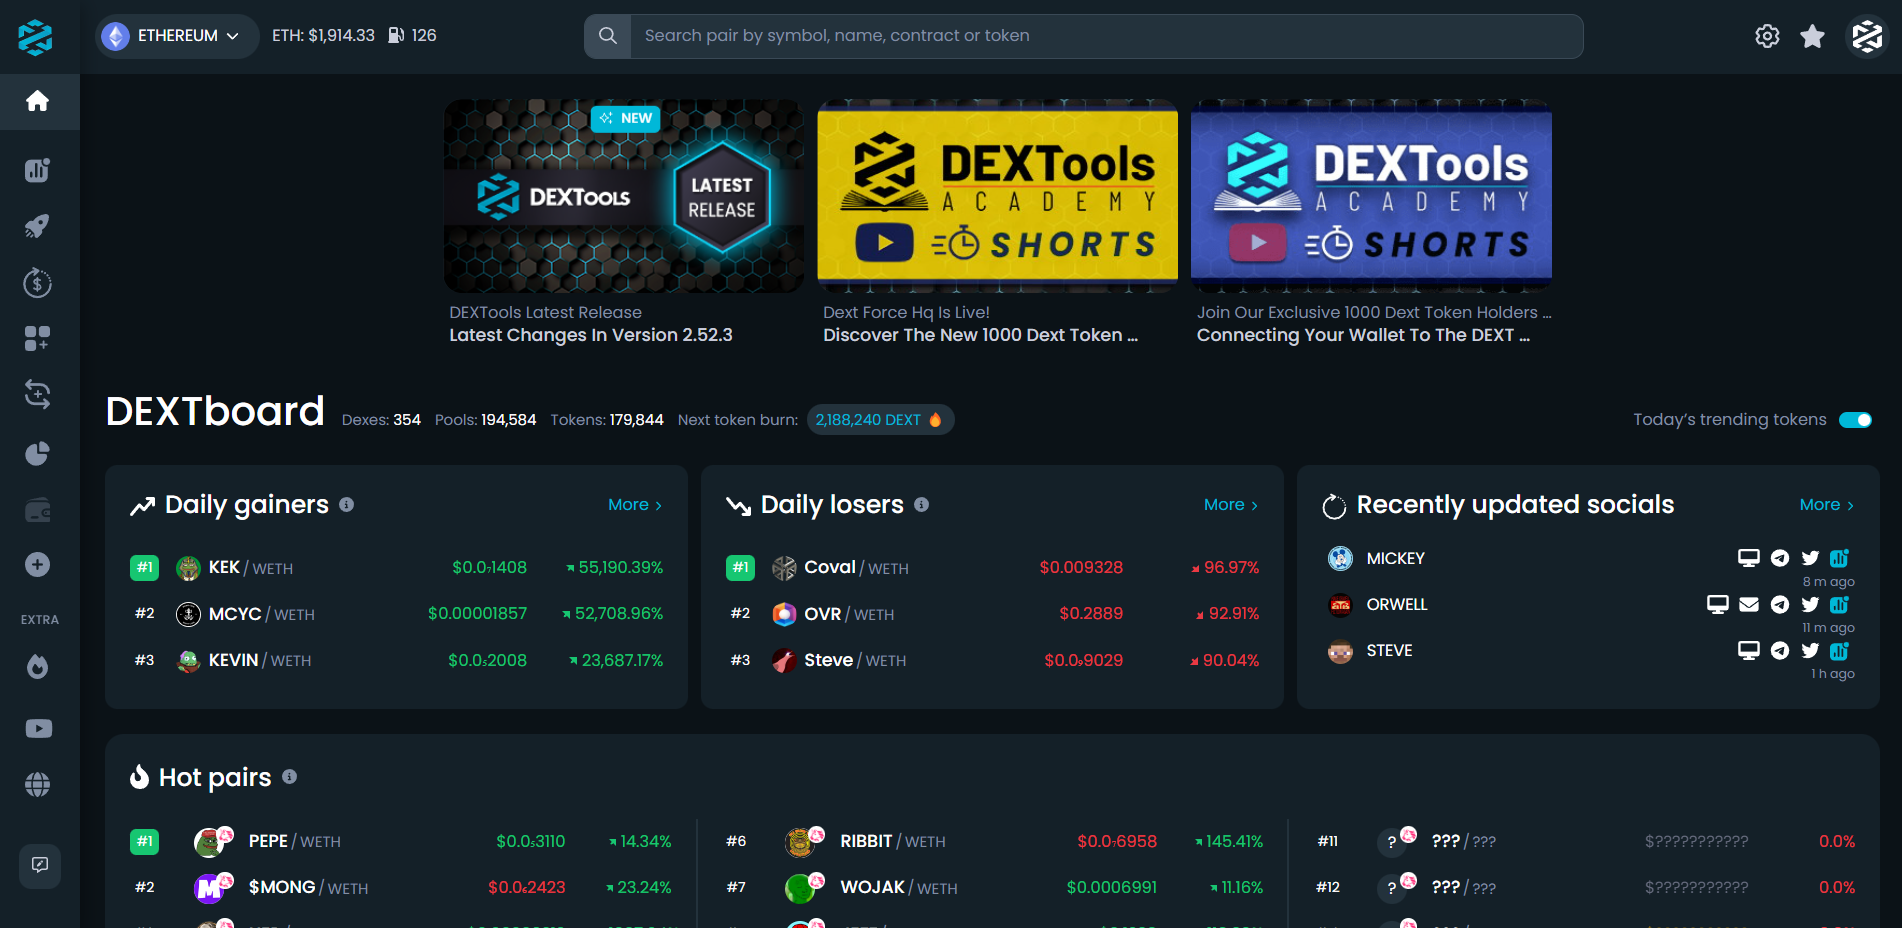 ETHEREUM
ETH: $1,914.33
126
Search pair by symbol, name, contract or token
NEW
DEXTools
LATEST
RELEASE
DEXTools Latest Release
Latest Changes In Version 2.52.3
DEXTools
ACADEMY
SHORTS
Dext Force Hq Is Live!
Discover The New 1000 Dext Token ...
DEXTools
ACADEMY
SHORTS
Join Our Exclusive 1000 Dext Token Holders ...
Connecting Your Wallet To The DEXT ...
DEXTboard
Dexes: 354 Pools: 194,584 Tokens: 179,844 Next token burn: 2,188,240 DEXT
Today's trending tokens
Daily gainers
More
#1 KEK / WETH $0.0₇1408 55,190.39%
#2 MCYC / WETH $0.00001857 52,708.96%
#3 KEVIN / WETH $0.0₅2008 23,687.17%
Daily losers
More
#1 Coval / WETH $0.009328 96.97%
#2 OVR / WETH $0.2889 92.91%
#3 Steve / WETH $0.0₉9029 90.04%
Recently updated socials
More
MICKEY
8 m ago
ORWELL
11 m ago
STEVE
1 h ago
EXTRA
Hot pairs
#1 PEPE / WETH $0.0₅3110 14.34%
#2 $MONG / WETH $0.0₆2423 23.24%
#6 RIBBIT / WETH $0.0₇6958 145.41%
#7 WOJAK / WETH $0.0006991 11.16%
#11 ? ??? / ??? $??????????? 0.0%
#12 ? ??? / ??? $??????????? 0.0%